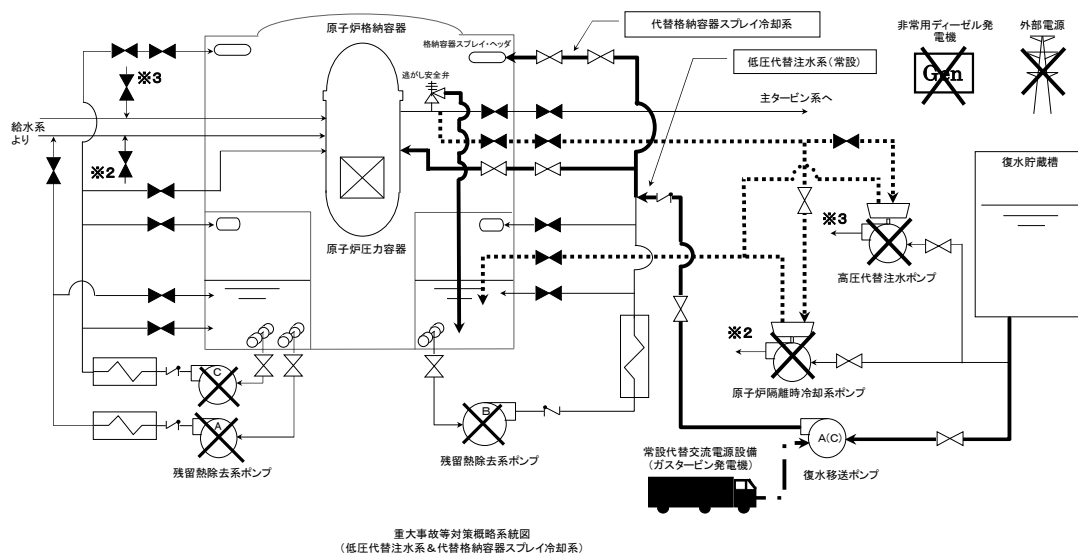 代替格納容器スプレイ冷却系
非常用ディーゼル発
電機
外部電源
原子炉格納容器
格納容器スプレイ・ヘッダ
低圧代替注水系(常設)
Gen
逃がし安全弁
※3
主タービン系へ
給水系
より
※2
復水貯蔵槽
※3
原子炉圧力容器
高圧代替注水ポンプ
※2
原子炉隔離時冷却系ポンプ
C
B
A
A(C)
残留熱除去系ポンプ
残留熱除去系ポンプ
常設代替交流電源設備
(ガスタービン発電機)
復水移送ポンプ
重大事故等対策概略系統図
(低圧代替注水系&代替格納容器スプレイ冷却系)